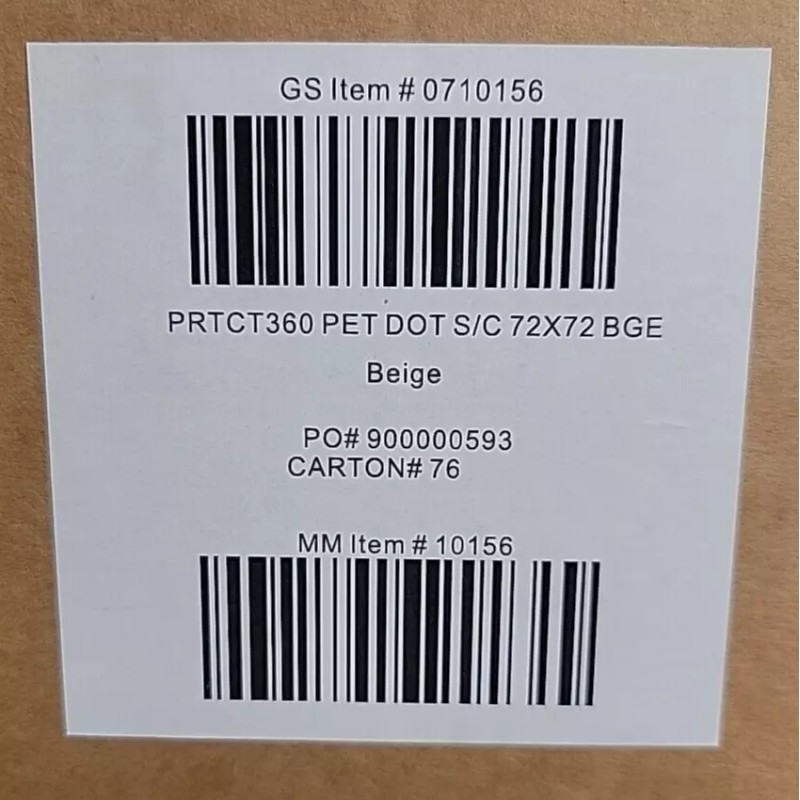 GS Item # 0710156
PRTCT360 PET DOT S/C 72X72 BGE
Beige
PO# 900000593
CARTON# 76
MM Item # 10156